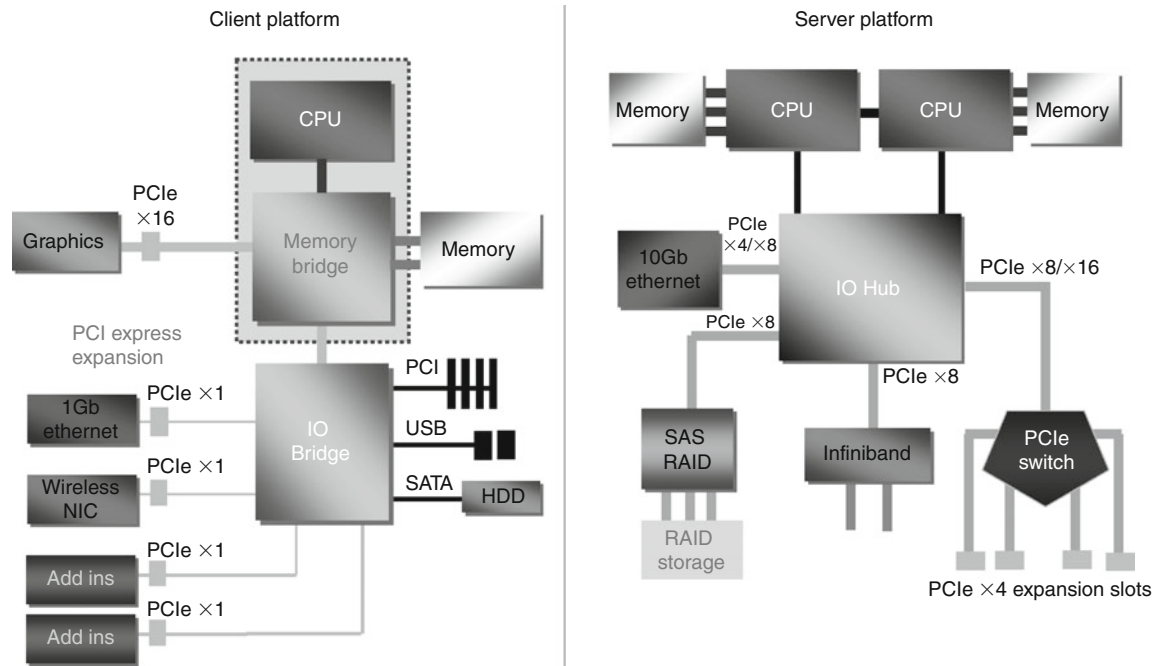 Client platform
CPU
PCIe
×16
Graphics
Memory
bridge
Memory
PCI express
expansion
PCIe ×1
1Gb
ethernet
PCIe ×1
Wireless
NIC
PCIe ×1
Add ins
PCIe ×1
Add ins
IO
Bridge
PCI
USB
SATA
HDD
Server platform
Memory
CPU
CPU
Memory
PCIe
×4/×8
10Gb
ethernet
IO Hub
PCIe ×8/×16
PCIe ×8
PCIe ×8
SAS
RAID
Infiniband
PCIe
switch
RAID
storage
PCIe ×4 expansion slots